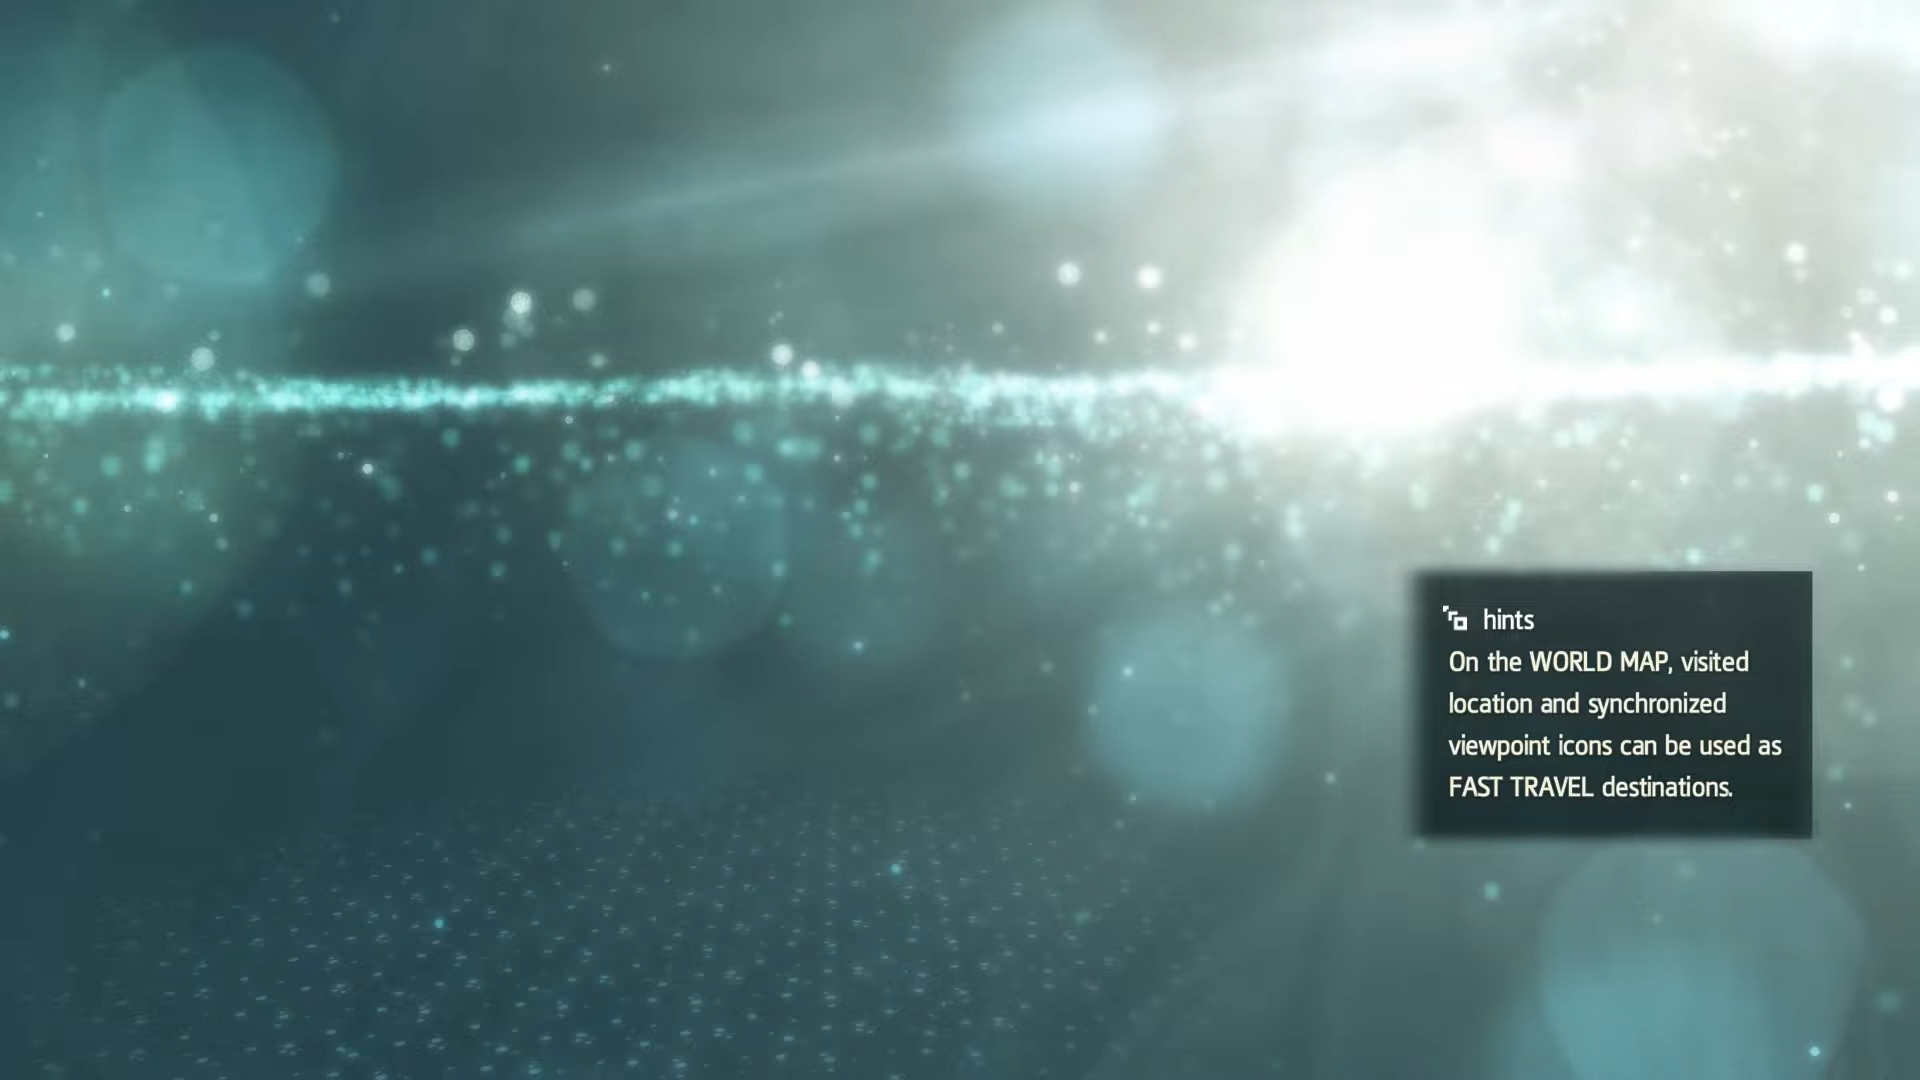 hints
On the WORLD MAP, visited
location and synchronized
viewpoint icons can be used as
FAST TRAVEL destinations.